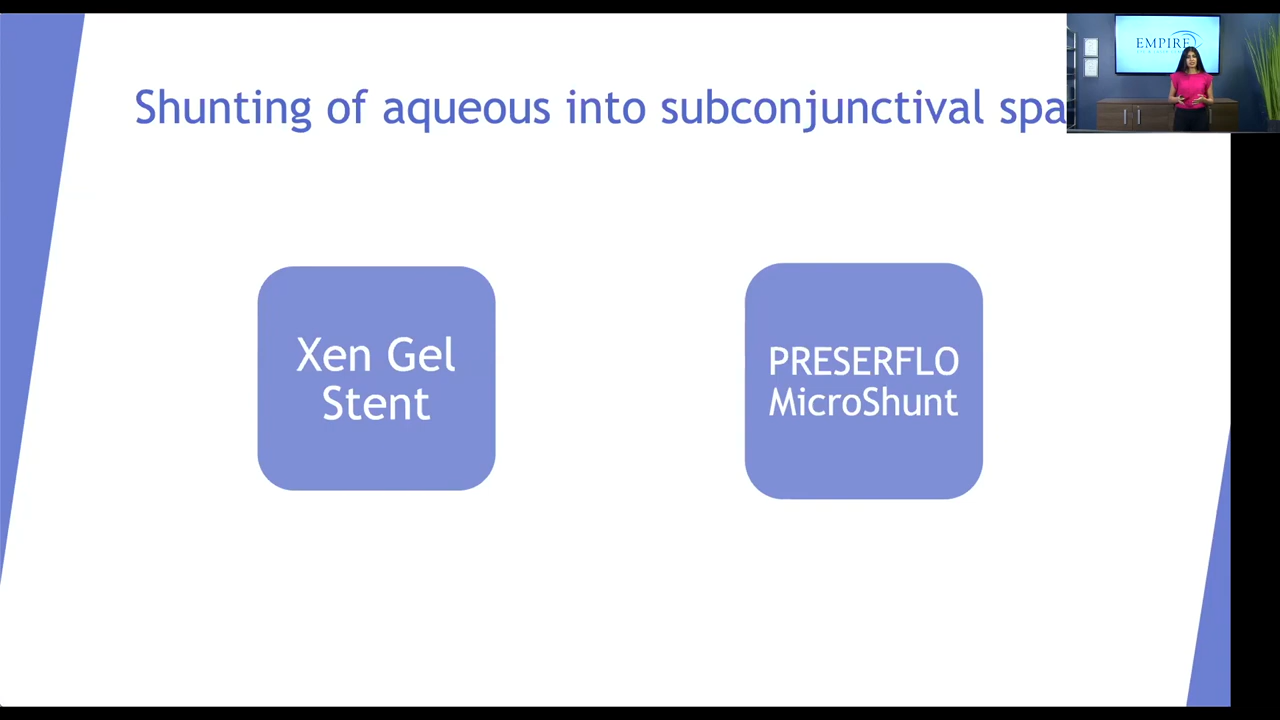 Shunting of aqueous into subconjunctival spa
EMPIRE
Xen Gel
Stent
PRESERFLO
MicroShunt